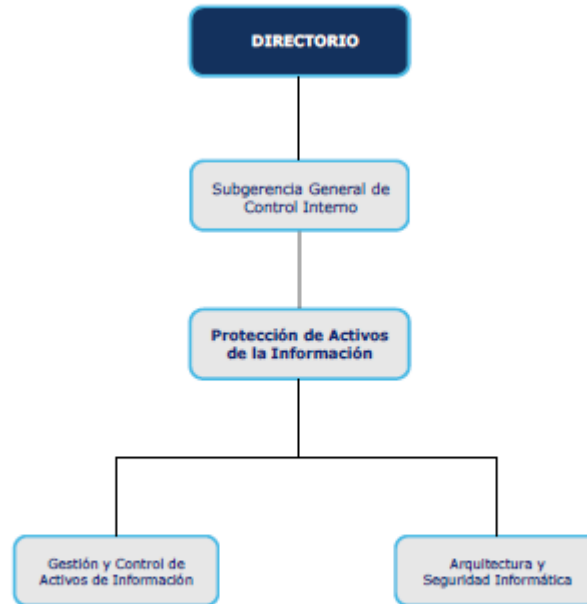 DIRECTORIO
Subgerencia General de
Control Interno
Protección de Activos
de la Información
Gestión y Control de
Activos de Información
Arquitectura y
Seguridad Informática